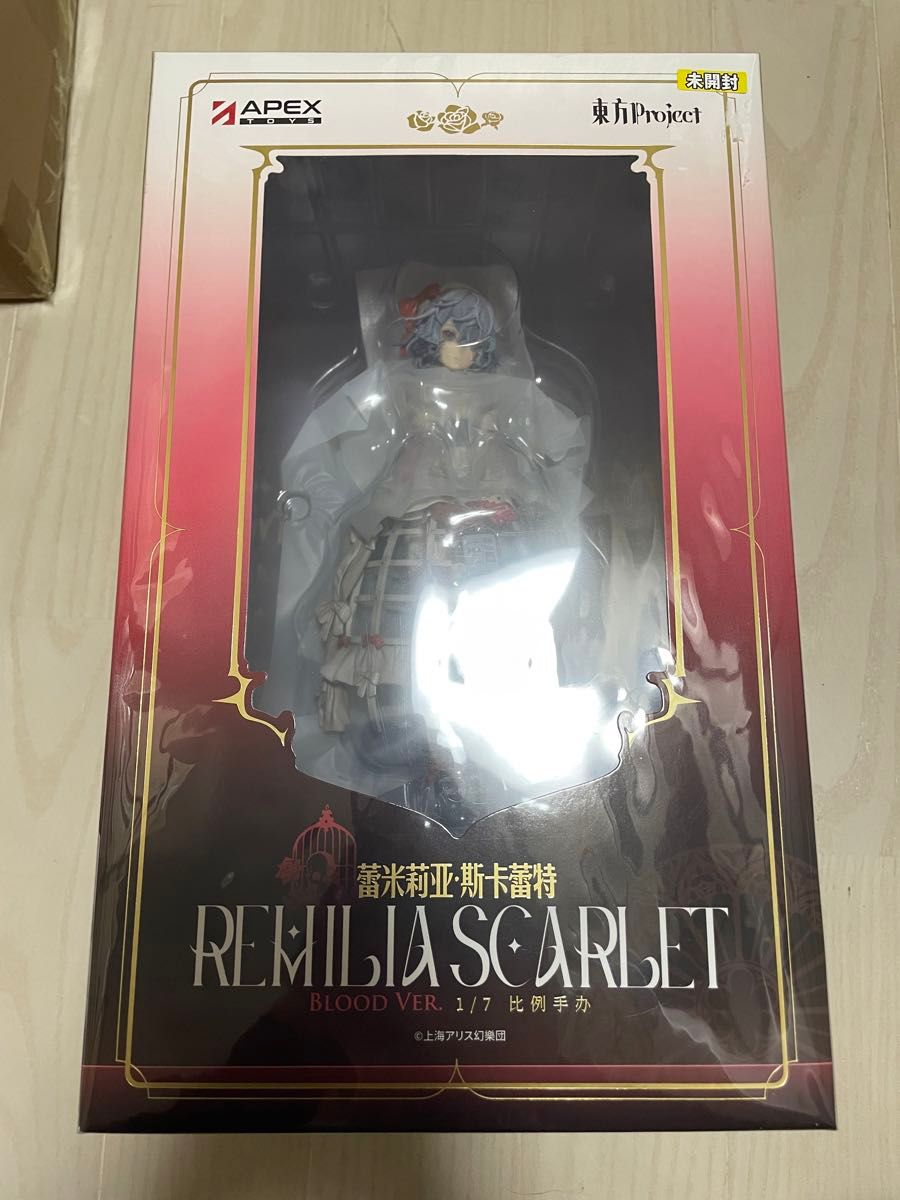 未開封
APEX
TOYS
東方Project
蕾米莉亚·斯卡蕾特
REMILIA SCARLET
BLOOD VER. 1/7 比例手办
©上海アリス幻樂団